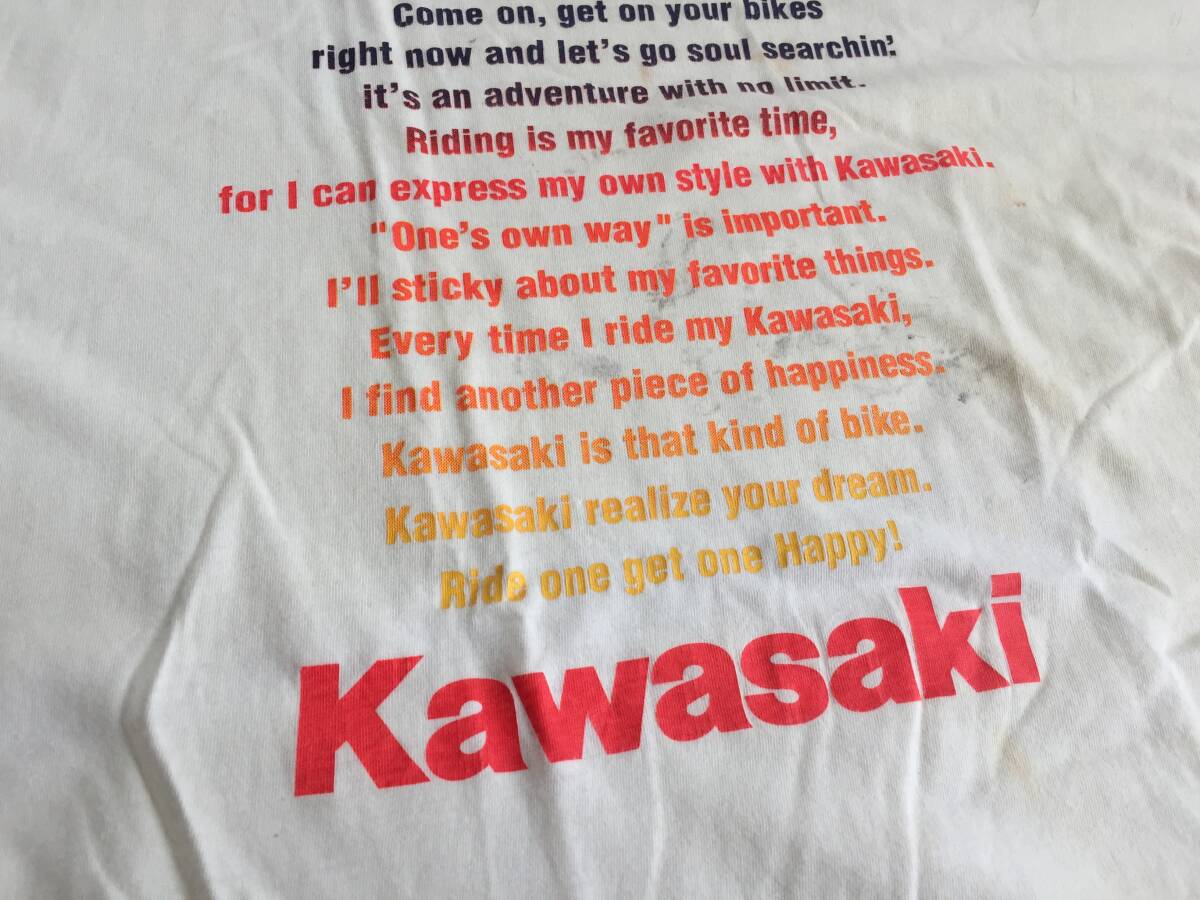 Come on, get on your bikes
right now and let's go soul searchin'.
it's an adventure with no limit.
Riding is my favorite time,
for I can express my own style with Kawasaki.
"One's own way" is important.
I'll sticky about my favorite things.
Every time I ride my Kawasaki,
I find another piece of happiness.
Kawasaki is that kind of bike.
Kawasaki realize your dream.
Ride one get one Happy!
Kawasaki